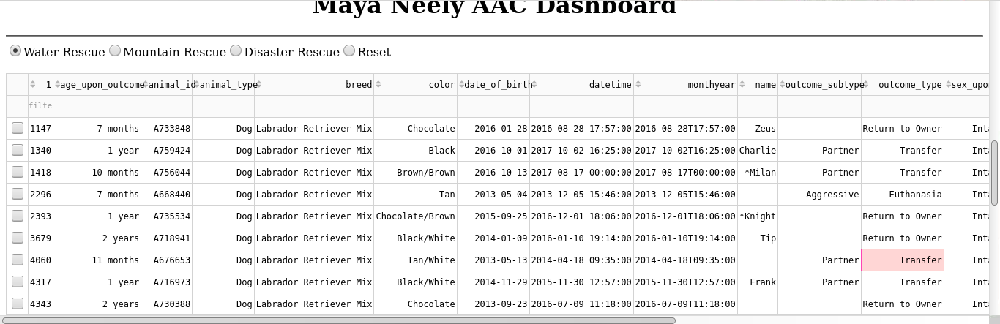 Maya Neely AAC Dashboard
Water Rescue Mountain Rescue Disaster Rescue Reset
1 age_upon_outcome animal_id animal_type breed color date_of_birth datetime monthyear name outcome_subtype outcome_type sex_upo
filte
1147 7 months A733848 Dog Labrador Retriever Mix Chocolate 2016-01-28 2016-08-28 17:57:00 2016-08-28T17:57:00 Zeus Return to Owner Inta
1340 1 year A759424 Dog Labrador Retriever Mix Black 2016-10-01 2017-10-02 16:25:00 2017-10-02T16:25:00 Charlie Partner Transfer Inta
1418 10 months A756044 Dog Labrador Retriever Mix Brown/Brown 2016-10-13 2017-08-17 00:00:00 2017-08-17T00:00:00 *Milan Partner Transfer Inta
2296 7 months A668440 Dog Labrador Retriever Mix Tan 2013-05-04 2013-12-05 15:46:00 2013-12-05T15:46:00 Aggressive Euthanasia Inta
2393 1 year A735534 Dog Labrador Retriever Mix Chocolate/Brown 2015-09-25 2016-12-01 18:06:00 2016-12-01T18:06:00 *Knight Return to Owner Inta
3679 2 years A718941 Dog Labrador Retriever Mix Black/White 2014-01-09 2016-01-10 19:14:00 2016-01-10T19:14:00 Tip Return to Owner Inta
4060 11 months A676653 Dog Labrador Retriever Mix Tan/White 2013-05-13 2014-04-18 09:35:00 2014-04-18T09:35:00 Partner Transfer Inta
4317 1 year A716973 Dog Labrador Retriever Mix Black/White 2014-11-29 2015-11-30 12:57:00 2015-11-30T12:57:00 Frank Partner Transfer Inta
4343 2 years A730388 Dog Labrador Retriever Mix Chocolate 2013-09-23 2016-07-09 11:18:00 2016-07-09T11:18:00 Return to Owner Inta